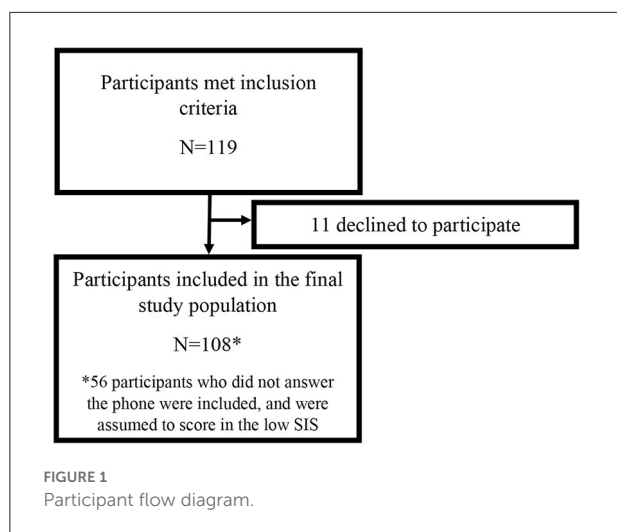 Participants met inclusion
criteria
N=119
11 declined to participate
Participants included in the final
study population
N=108*
*56 participants who did not answer
the phone were included, and were
assumed to score in the low SIS
FIGURE 1
Participant flow diagram.